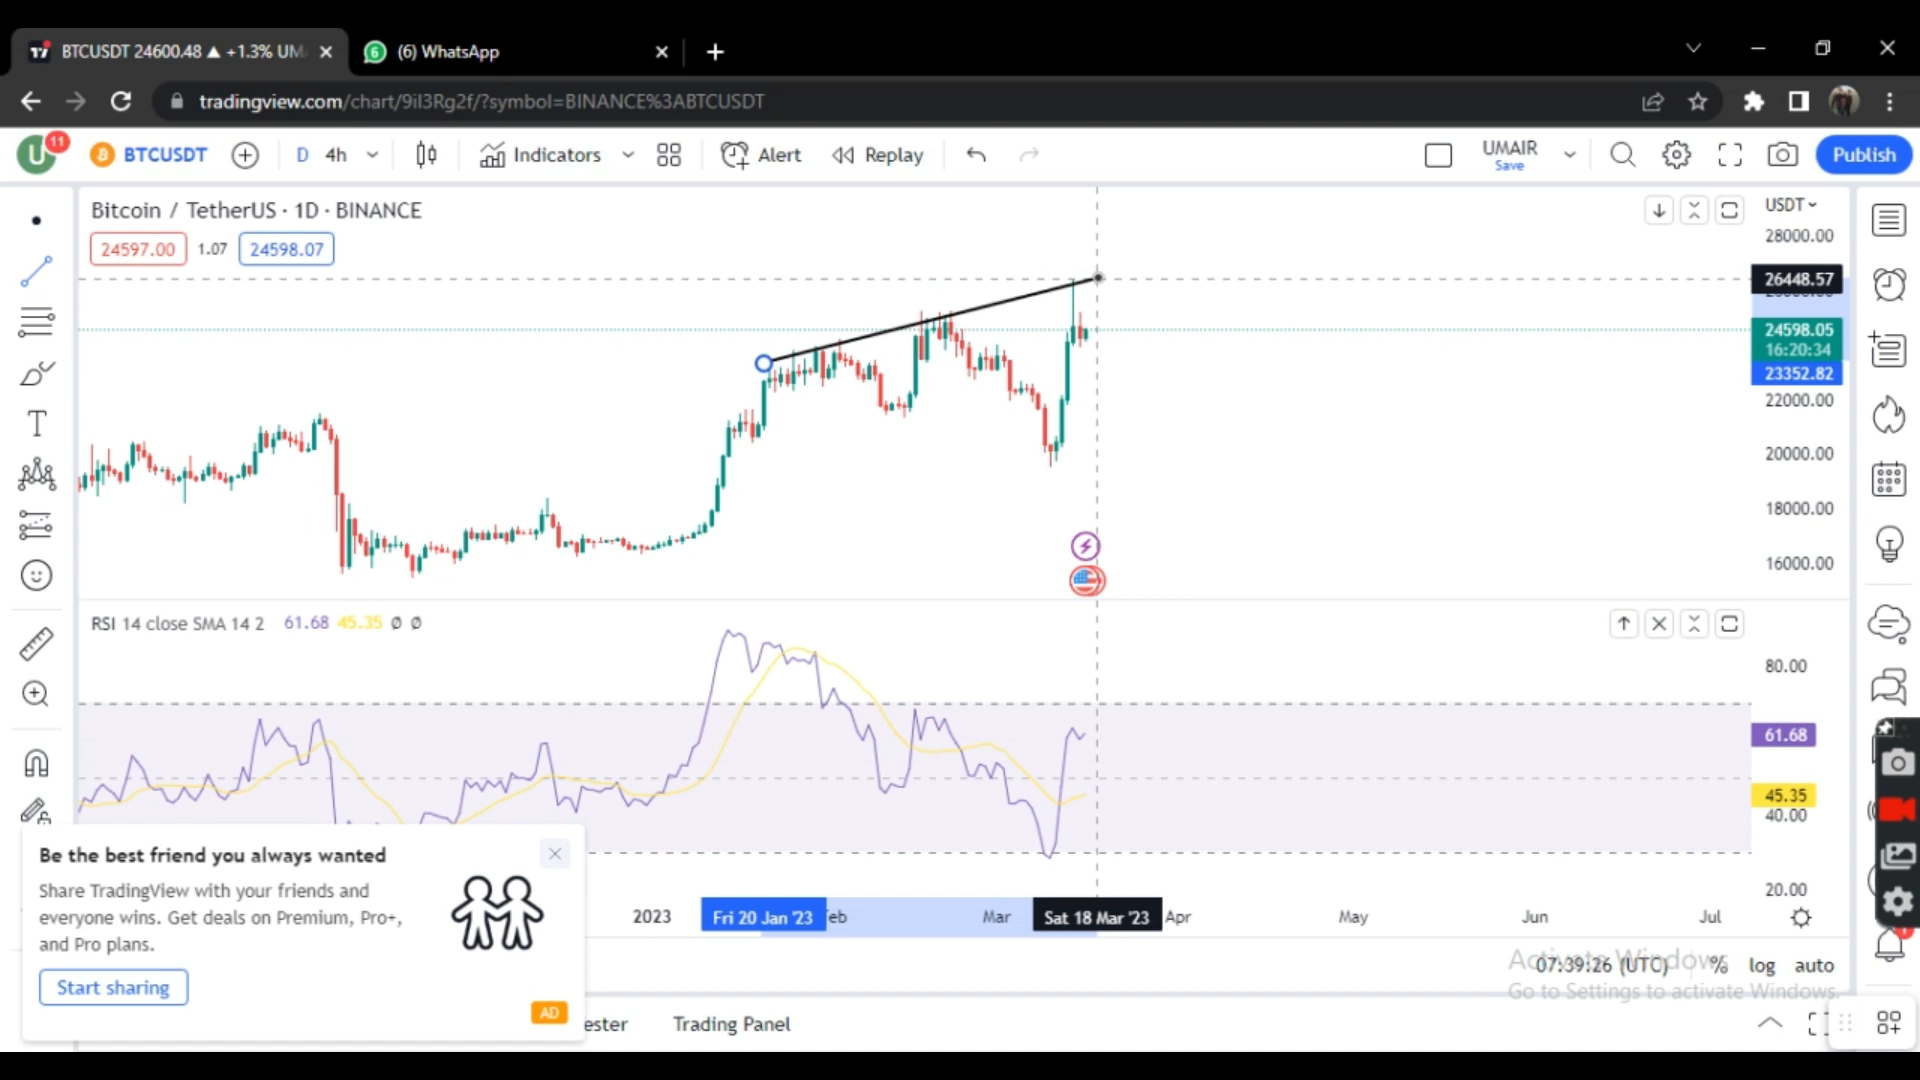 BTCUSDT 24600.48 ▲ +1.3% UM
(6) WhatsApp
tradingview.com/chart/9il3Rg2f/?symbol=BINANCE%3ABTCUSDT
U 11
BTCUSDT
D 4h
Indicators
Alert
Replay
UMAIR
Save
Publish
Bitcoin / TetherUS · 1D · BINANCE
USDT
24597.00 1.07 24598.07
28000.00
26448.57
24598.05
16:20:34
23352.82
22000.00
20000.00
18000.00
16000.00
RSI 14 close SMA 14 2 61.68 45.35 Ø Ø
80.00
61.68
45.35
40.00
20.00
2023 Fri 20 Jan '23 eb Mar Sat 18 Mar '23 Apr May Jun Jul
Be the best friend you always wanted
Share TradingView with your friends and
everyone wins. Get deals on Premium, Pro+,
and Pro plans.
Start sharing
AD
07:39:26 (UTC) % log auto
Activate Windows
Go to Settings to activate Windows.
ester Trading Panel